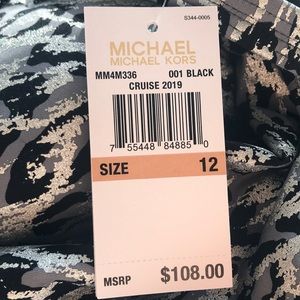 S344-0005
MICHAEL
MICHAEL KORS
MM4M336 001 BLACK
CRUISE 2019
7 55448 84885 0
SIZE 12
MSRP $108.00